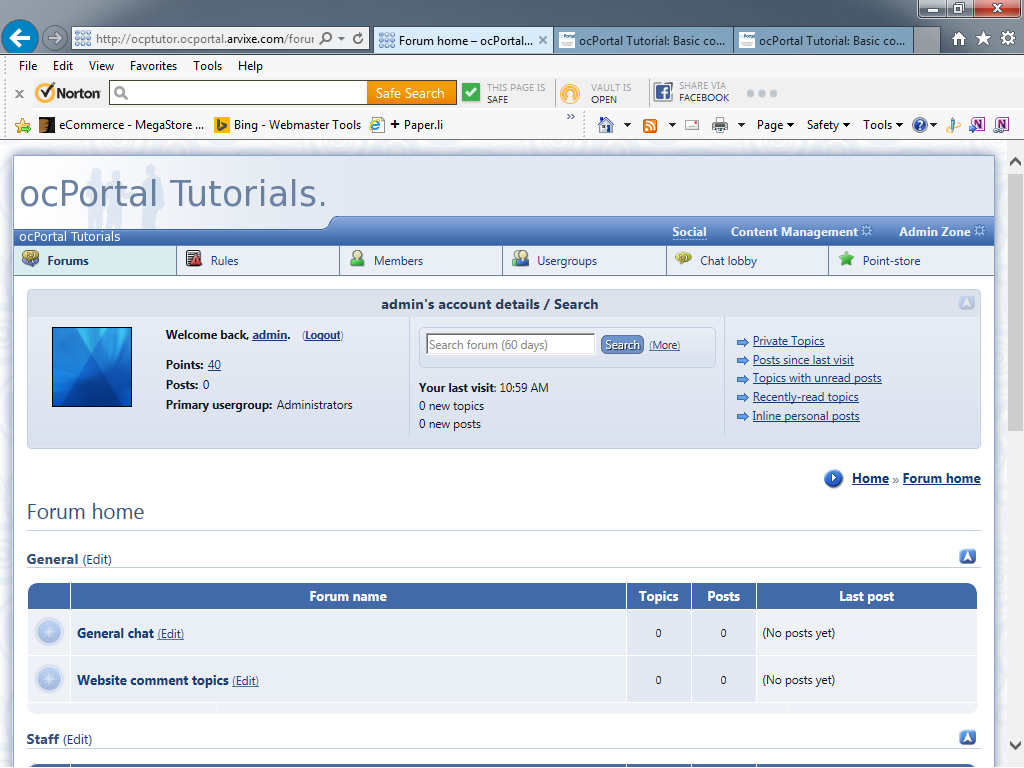 http://ocptutor.ocportal.arvixe.com/forur
Forum home – ocPortal...
ocPortal Tutorial: Basic co...
ocPortal Tutorial: Basic co...
File Edit View Favorites Tools Help
Norton
Safe Search
THIS PAGE IS
SAFE
VAULT IS
OPEN
SHARE VIA
FACEBOOK
eCommerce - MegaStore ...
Bing - Webmaster Tools
+ Paper.li
»
Page Safety Tools
ocPortal Tutorials.
ocPortal Tutorials
Social Content Management Admin Zone
Forums Rules Members Usergroups Chat lobby Point-store
admin's account details / Search
Welcome back, admin. (Logout)
Points: 40
Posts: 0
Primary usergroup: Administrators
Search forum (60 days) Search (More)
Your last visit: 10:59 AM
0 new topics
0 new posts
Private Topics
Posts since last visit
Topics with unread posts
Recently-read topics
Inline personal posts
Home » Forum home
Forum home
General (Edit)
Forum name Topics Posts Last post
General chat (Edit) 0 0 (No posts yet)
Website comment topics (Edit) 0 0 (No posts yet)
Staff (Edit)